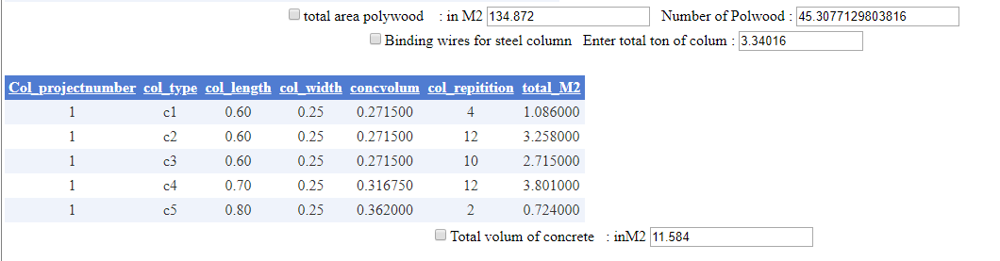 total area polywood : in M2 134.872 Number of Polwood : 45.3077129803816
Binding wires for steel column Enter total ton of colum : 3.34016
Col_projectnumber col_type col_length col_width concvolum col_repitition total_M2
1 c1 0.60 0.25 0.271500 4 1.086000
1 c2 0.60 0.25 0.271500 12 3.258000
1 c3 0.60 0.25 0.271500 10 2.715000
1 c4 0.70 0.25 0.316750 12 3.801000
1 c5 0.80 0.25 0.362000 2 0.724000
Total volum of concrete : inM2 11.584